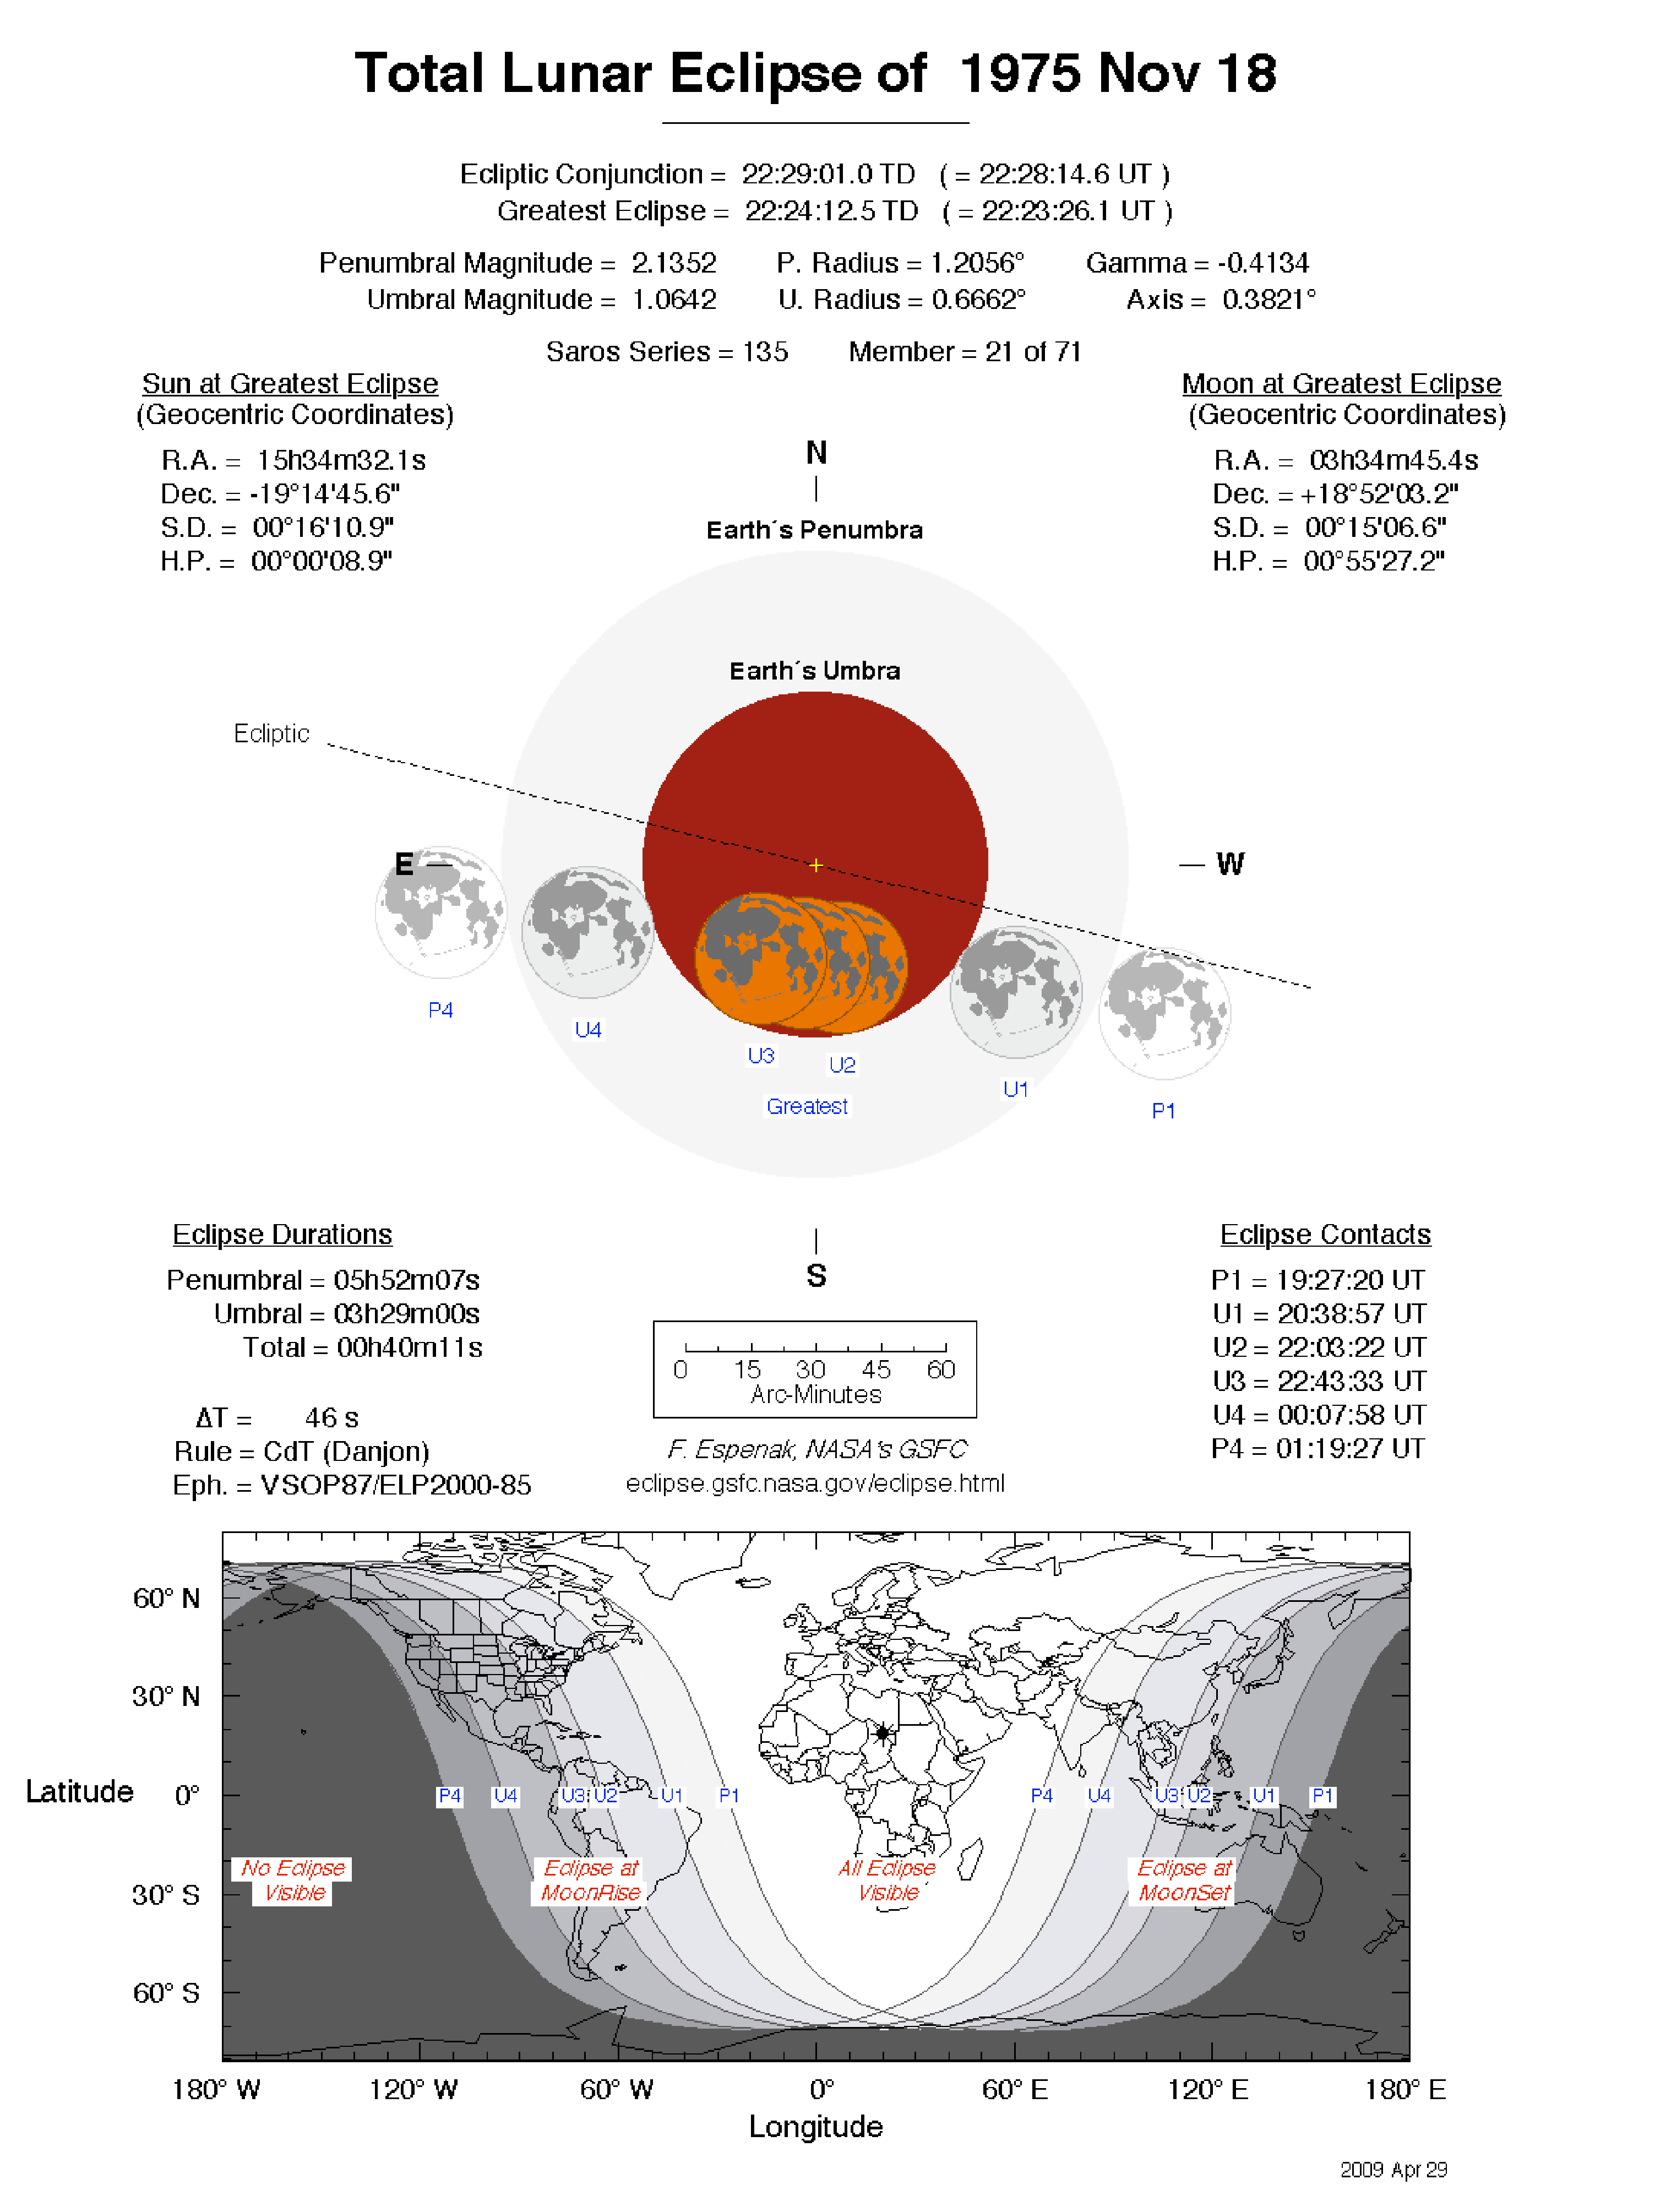 Total Lunar Eclipse of 1975 Nov 18
Ecliptic Conjunction = 22:29:01.0 TD ( = 22:28:14.6 UT )
Greatest Eclipse = 22:24:12.5 TD ( = 22:23:26.1 UT )
Penumbral Magnitude = 2.1352 P. Radius = 1.2056° Gamma = -0.4134
Umbral Magnitude = 1.0642 U. Radius = 0.6662° Axis = 0.3821°
Saros Series = 135 Member = 21 of 71
Sun at Greatest Eclipse
(Geocentric Coordinates)
R.A. = 15h34m32.1s
Dec. = -19°14'45.6"
S.D. = 00°16'10.9"
H.P. = 00°00'08.9"
Moon at Greatest Eclipse
(Geocentric Coordinates)
R.A. = 03h34m45.4s
Dec. = +18°52'03.2"
S.D. = 00°15'06.6"
H.P. = 00°55'27.2"
N
Earth´s Penumbra
Earth´s Umbra
Ecliptic
E
W
P4
U4
U3
U2
Greatest
U1
P1
S
Eclipse Durations
Penumbral = 05h52m07s
Umbral = 03h29m00s
Total = 00h40m11s
ΔT = 46 s
Rule = CdT (Danjon)
Eph. = VSOP87/ELP2000-85
0 15 30 45 60
Arc-Minutes
F. Espenak, NASA's GSFC
eclipse.gsfc.nasa.gov/eclipse.html
Eclipse Contacts
P1 = 19:27:20 UT
U1 = 20:38:57 UT
U2 = 22:03:22 UT
U3 = 22:43:33 UT
U4 = 00:07:58 UT
P4 = 01:19:27 UT
60° N
30° N
Latitude 0°
30° S
60° S
P4 U4 U3 U2 U1 P1 P4 U4 U3 U2 U1 P1
No Eclipse
Visible
Eclipse at
MoonRise
All Eclipse
Visible
Eclipse at
MoonSet
180° W 120° W 60° W 0° 60° E 120° E 180° E
Longitude
2009 Apr 29